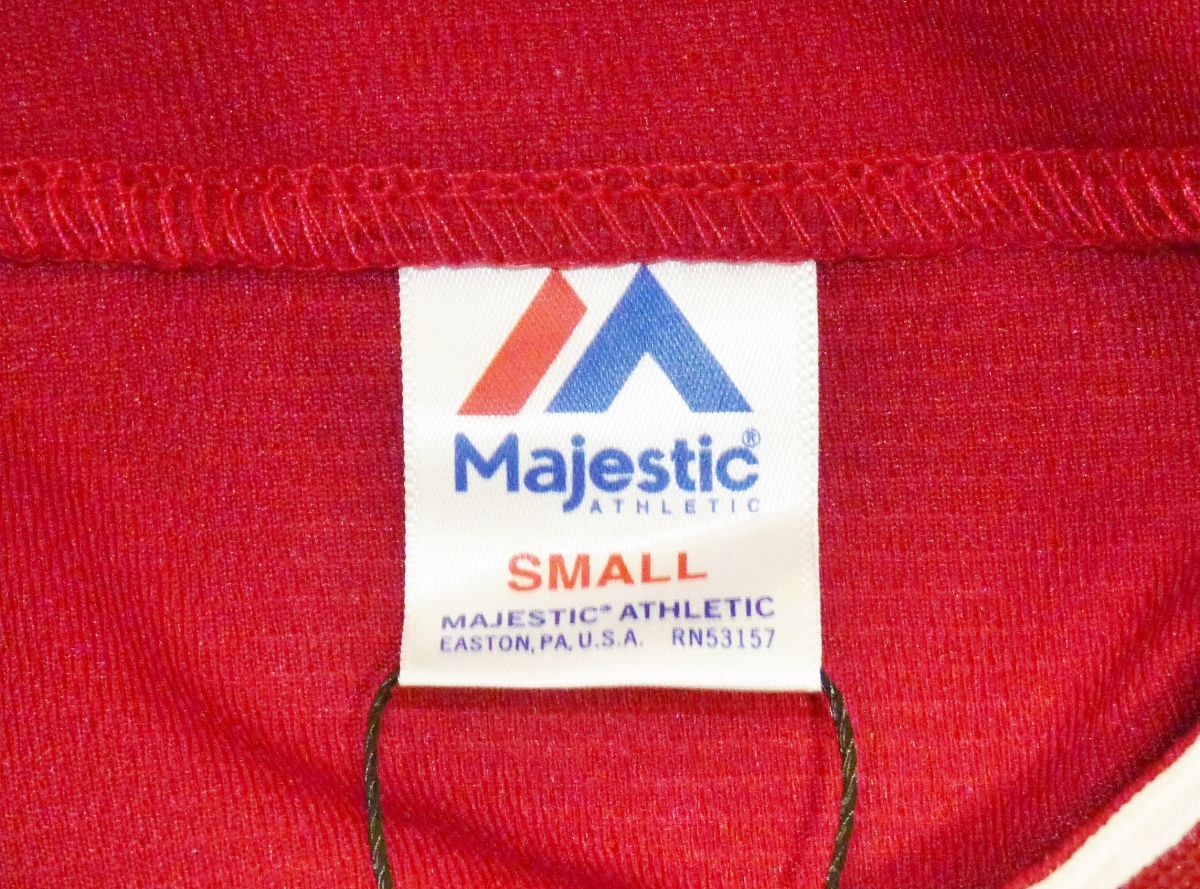 Majestic®
ATHLETIC
SMALL
MAJESTIC® ATHLETIC
EASTON, PA, U.S.A. RN53157